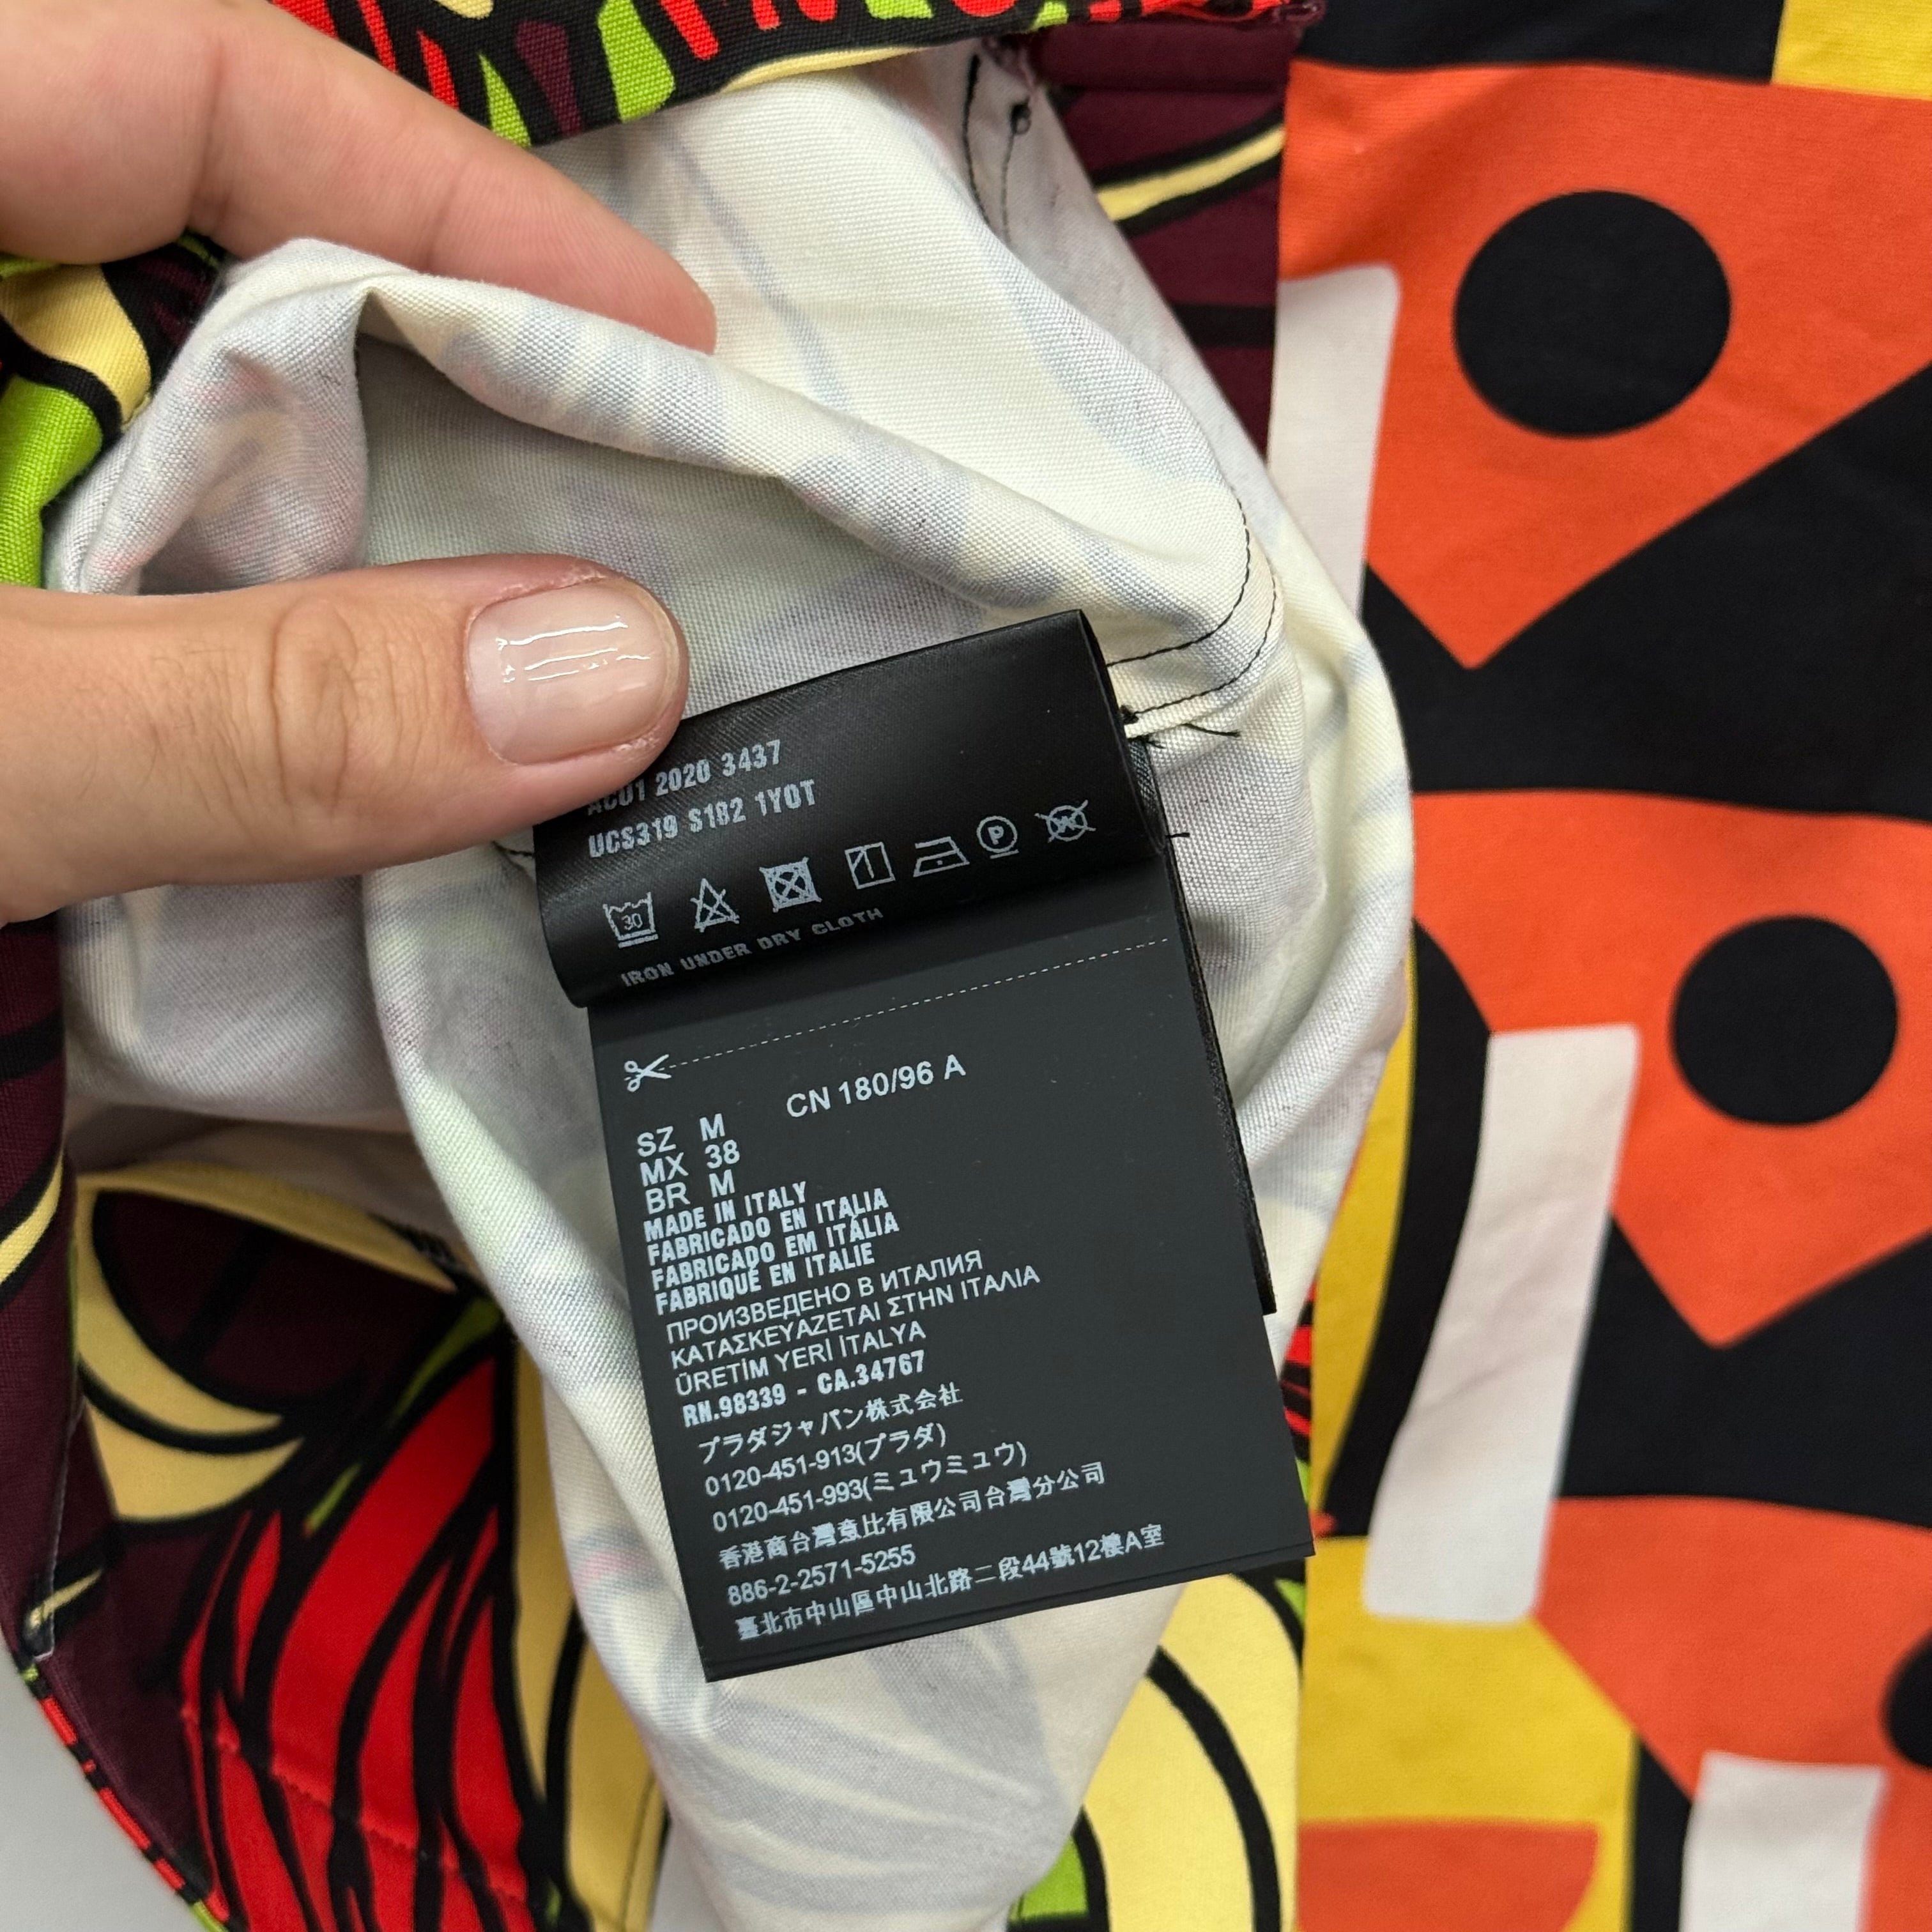 AC01 2020 3437
UCS319 S182 1Y0T
30
P
W
IRON UNDER DRY CLOTH
CN 180/96 A
SZ M
MX 38
BR M
MADE IN ITALY
FABRICADO EN ITALIA
FABRICADO EM ITÁLIA
FABRIQUÉ EN ITALIE
ПРОИЗВЕДЕНО В ИТАЛИЯ
ΚΑΤΑΣΚΕΥΑΖΕΤΑΙ ΣΤΗΝ ΙΤΑΛΙΑ
ÜRETİM YERİ İTALYA
RN.98339 - CA.34767
プラダジャパン株式会社
0120-451-913(プラダ)
0120-451-993(ミュウミュウ)
香港商台灣意比有限公司台灣分公司
886-2-2571-5255
臺北市中山區中山北路二段44號12樓A室